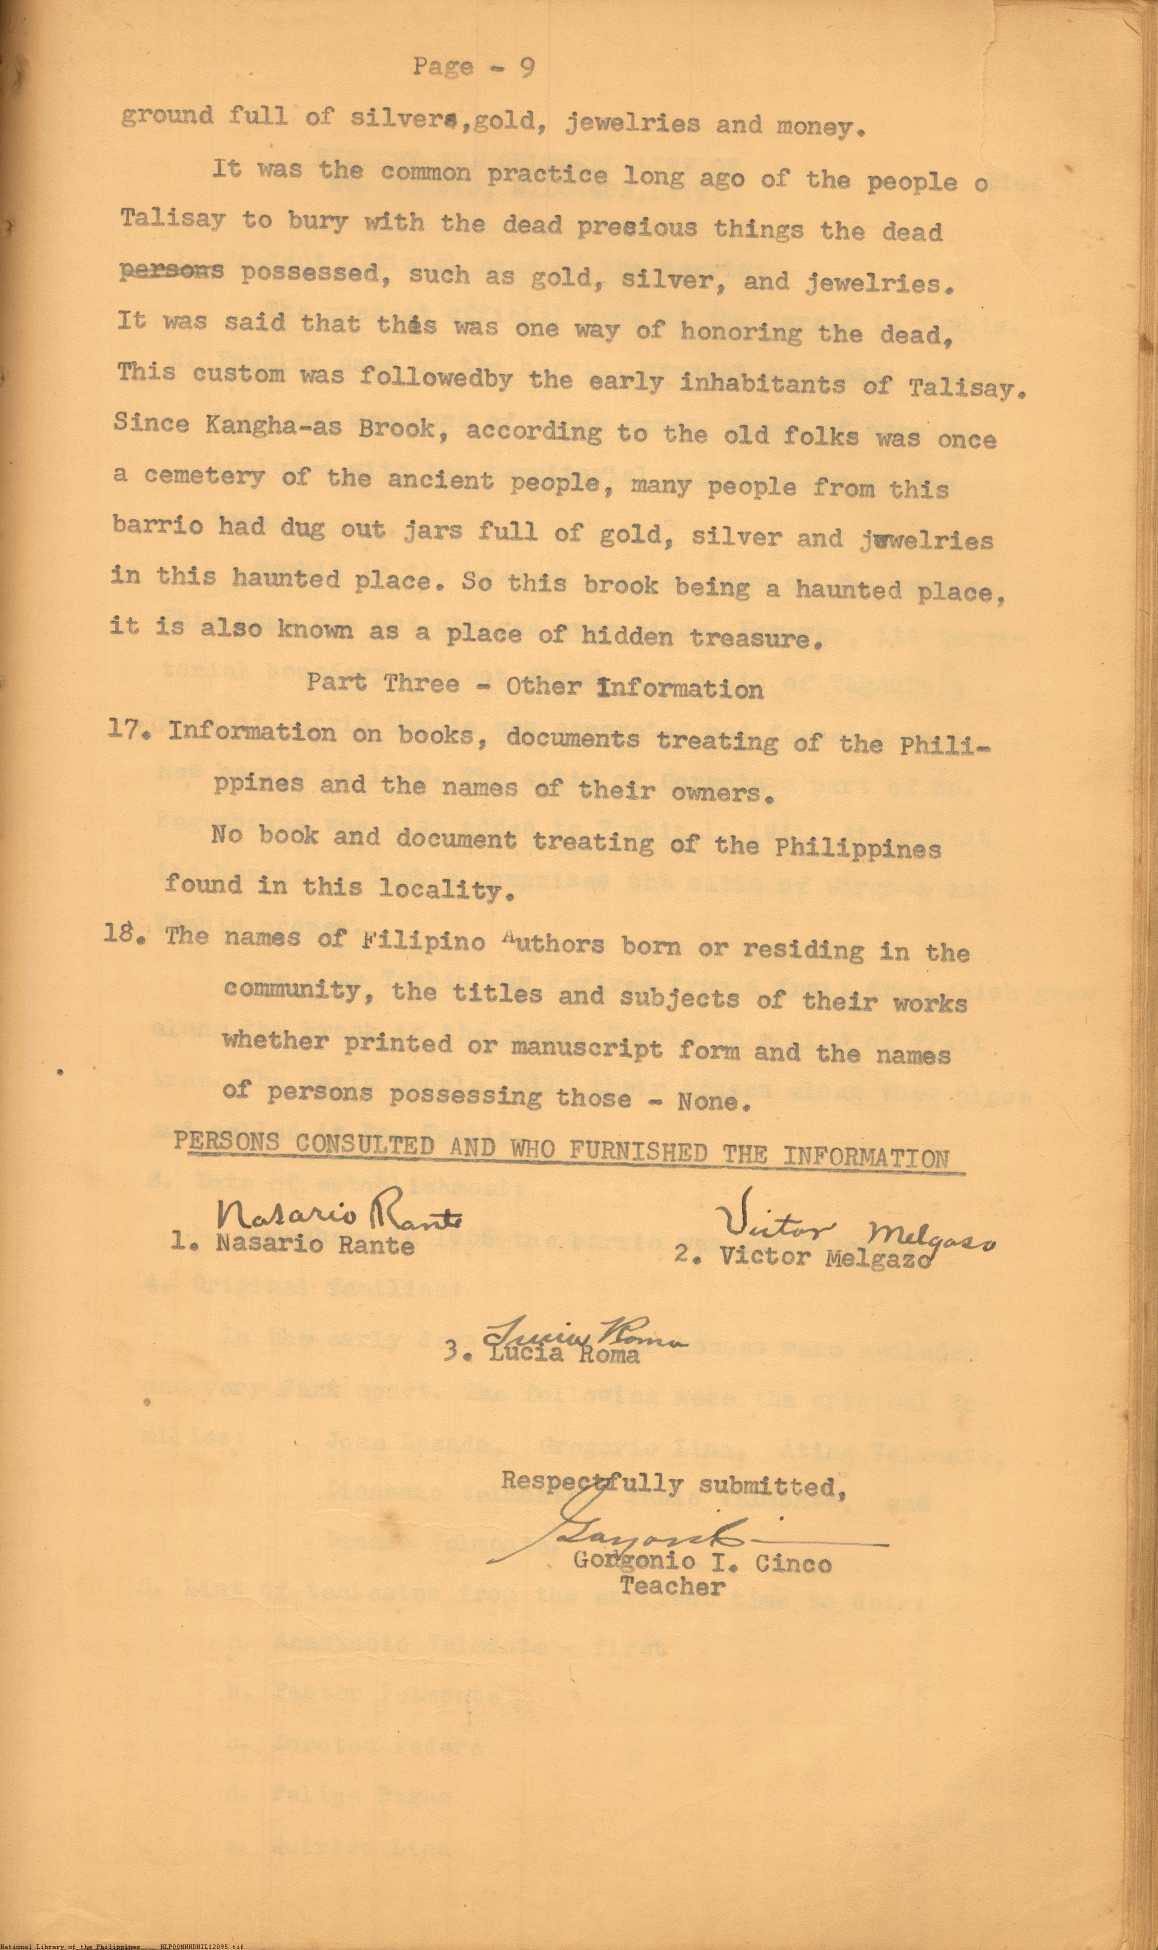 Page - 9
ground full of silvers,gold, jewelries and money.
It was the common practice long ago of the people o
Talisay to bury with the dead presious things the dead
persons possessed, such as gold, silver, and jewelries.
It was said that this was one way of honoring the dead,
This custom was followedby the early inhabitants of Talisay.
Since Kangha-as Brook, according to the old folks was once
a cemetery of the ancient people, many people from this
barrio had dug out jars full of gold, silver and jewelries
in this haunted place. So this brook being a haunted place,
it is also known as a place of hidden treasure.
Part Three - Other Information
17. Information on books, documents treating of the Phili-
ppines and the names of their owners.
No book and document treating of the Philippines
found in this locality.
18. The names of Filipino Authors born or residing in the
community, the titles and subjects of their works
whether printed or manuscript form and the names
of persons possessing those - None.
PERSONS CONSULTED AND WHO FURNISHED THE INFORMATION
Nasario Rante
Victor Melgazo
1. Nasario Rante
2. Victor Melgazo
Lucia Roma
3. Lucia Roma
Respectfully submitted,
Gorgonio I. Cinco
Teacher
National Library of the Philippines